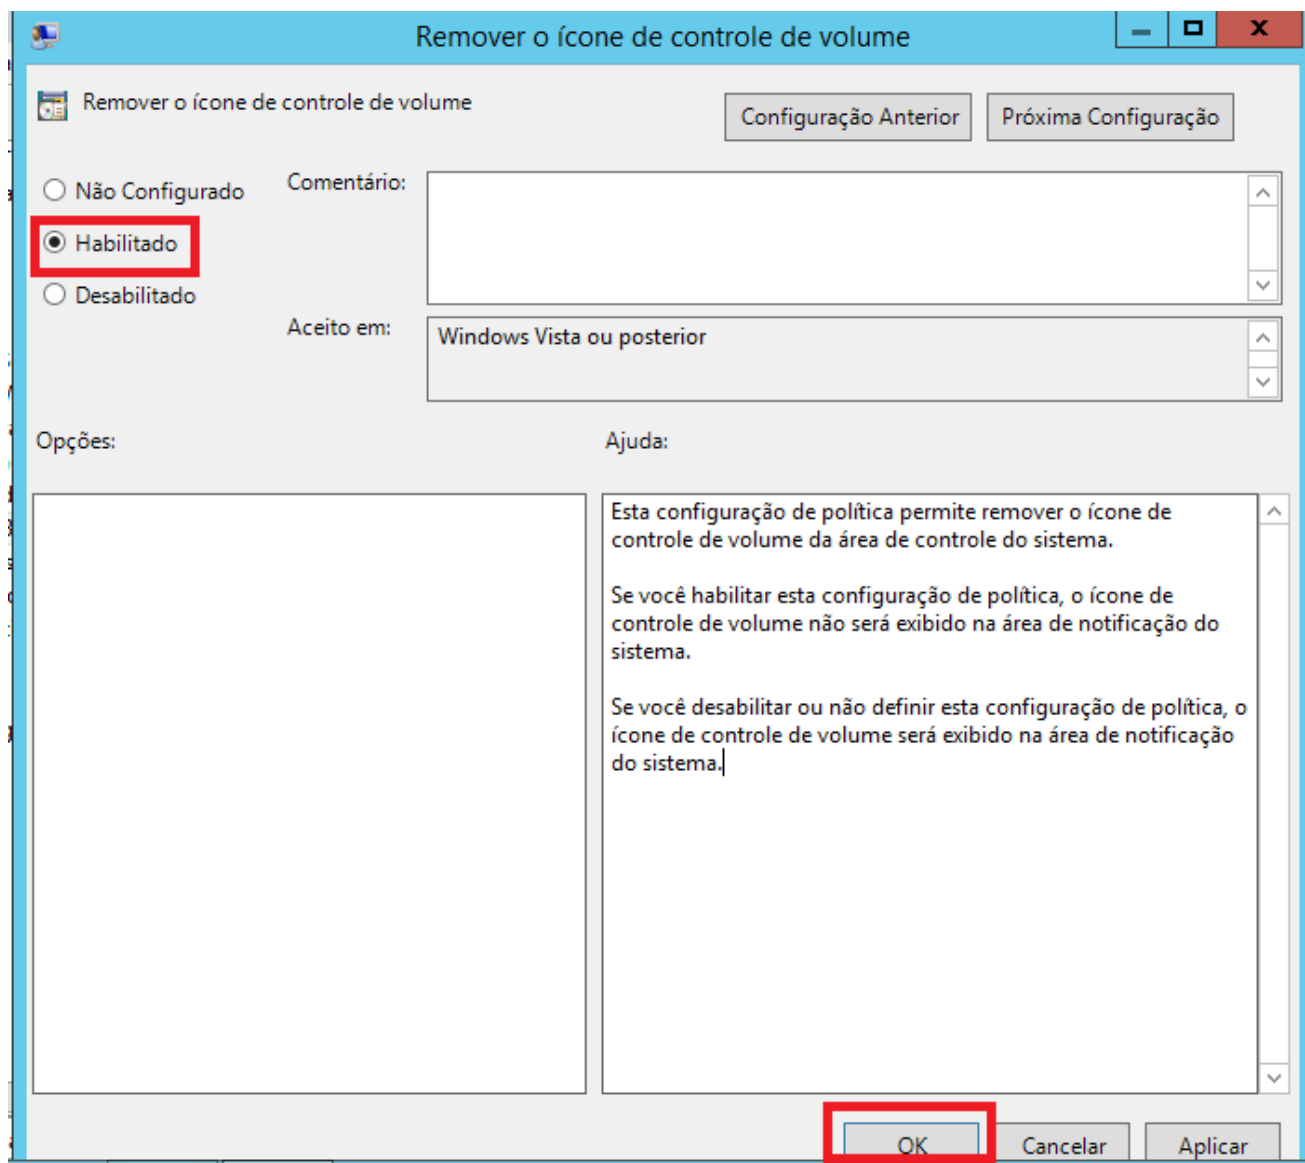 Remover o ícone de controle de volume
Remover o ícone de controle de volume
Configuração Anterior
Próxima Configuração
Não Configurado
Habilitado
Desabilitado
Comentário:
Aceito em:
Windows Vista ou posterior
Opções:
Ajuda:
Esta configuração de política permite remover o ícone de
controle de volume da área de controle do sistema.
Se você habilitar esta configuração de política, o ícone de
controle de volume não será exibido na área de notificação do
sistema.
Se você desabilitar ou não definir esta configuração de política, o
ícone de controle de volume será exibido na área de notificação
do sistema.
OK
Cancelar
Aplicar